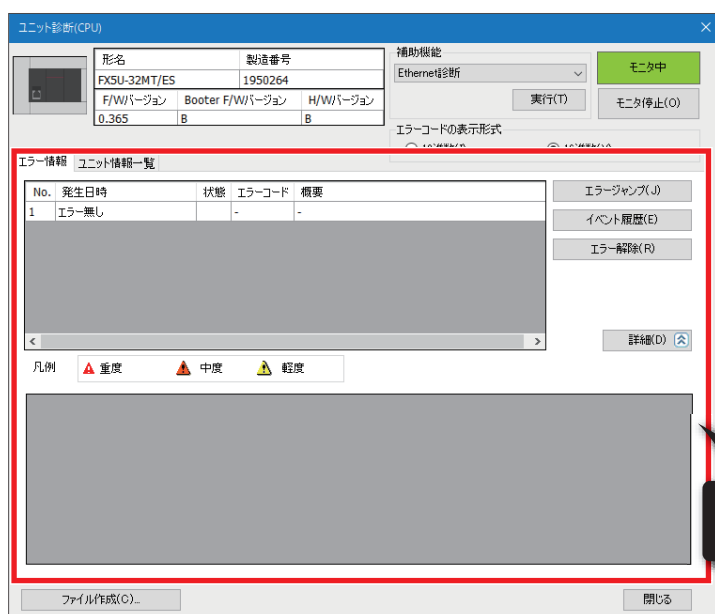 ユニット診断(CPU)
形名 製造番号
FX5U-32MT/ES 1950264
F/Wバージョン Booter F/Wバージョン H/Wバージョン
0.365 B B
補助機能
Ethernet診断
実行(T)
モニタ中
モニタ停止(O)
エラーコードの表示形式
エラー情報 ユニット情報一覧
No. 発生日時 状態 エラーコード 概要
1 エラー無し - -
エラージャンプ(J)
イベント履歴(E)
エラー解除(R)
詳細(D)
凡例 重度 中度 軽度
ファイル作成(C)...
閉じる